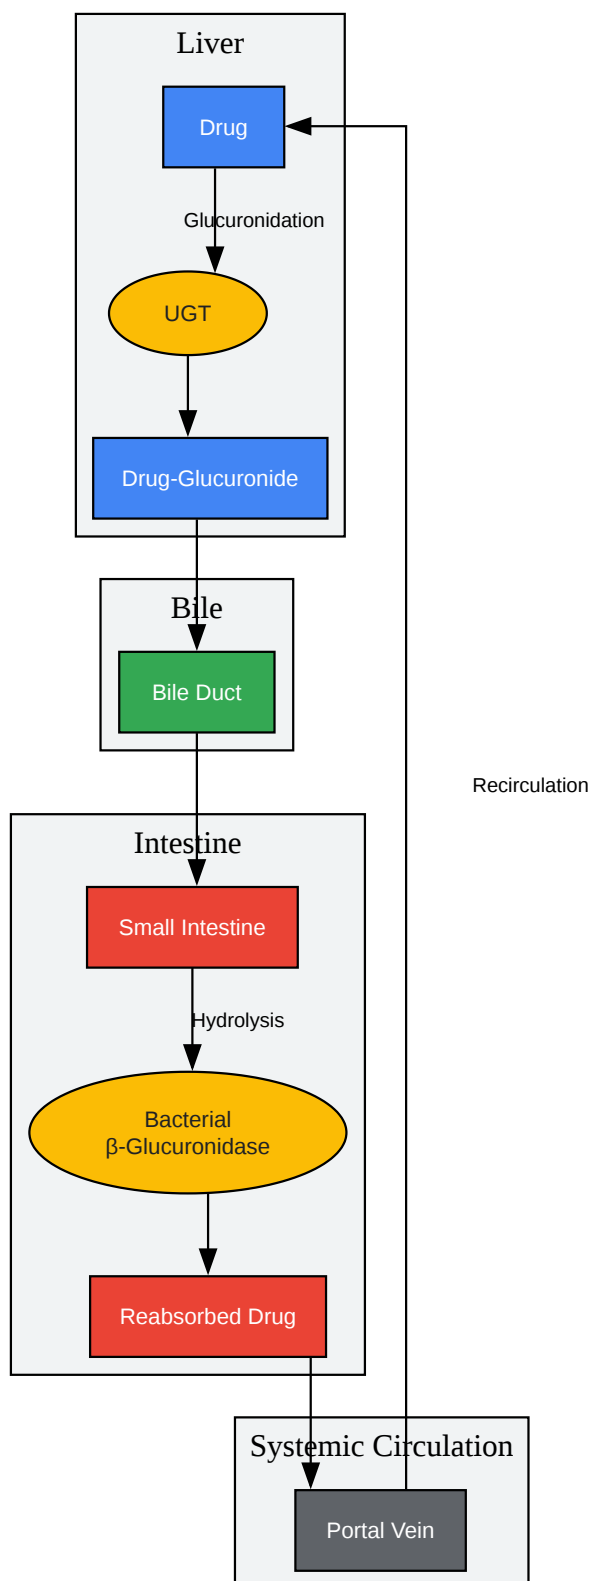 Liver
Drug
Glucuronidation
UGT
Drug-Glucuronide
Bile
Bile Duct
Recirculation
Intestine
Small Intestine
Hydrolysis
Bacterial
β-Glucuronidase
Reabsorbed Drug
Systemic Circulation
Portal Vein